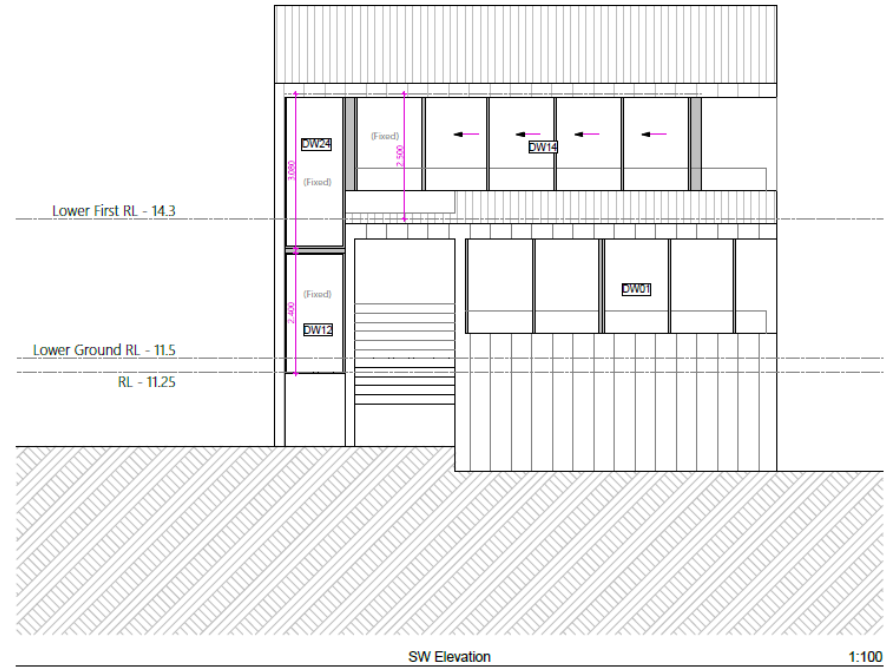 DW24
(Fixed)
3.080
(Fixed)
2.500
DW14
Lower First RL - 14.3
(Fixed)
DW12
2.400
DW01
Lower Ground RL - 11.5
RL - 11.25
SW Elevation
1:100